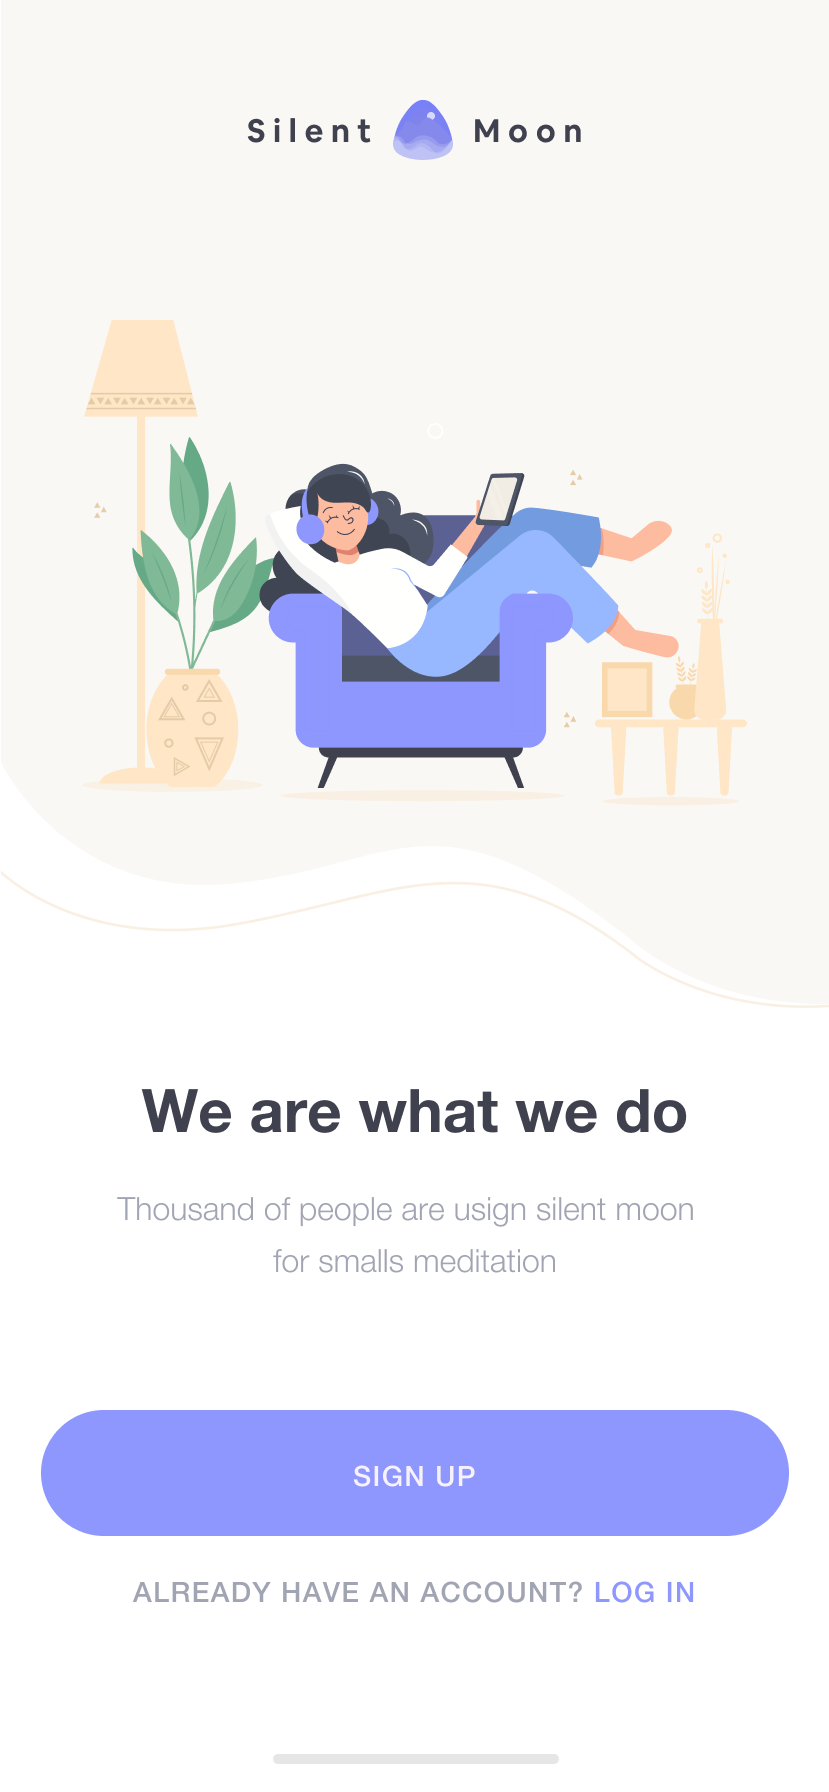 Silent Moon
We are what we do
Thousand of people are usign silent moon
for smalls meditation
SIGN UP
ALREADY HAVE AN ACCOUNT? LOG IN